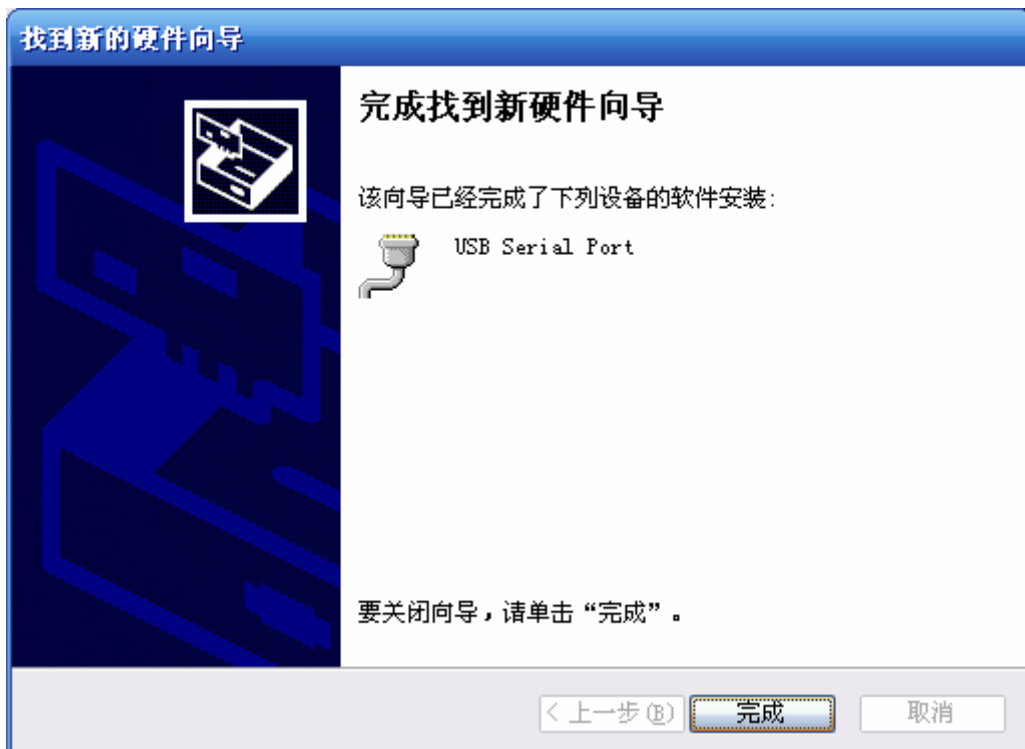 找到新的硬件向导
完成找到新硬件向导
该向导已经完成了下列设备的软件安装:
USB Serial Port
要关闭向导，请单击“完成”。
< 上一步(B)
完成
取消